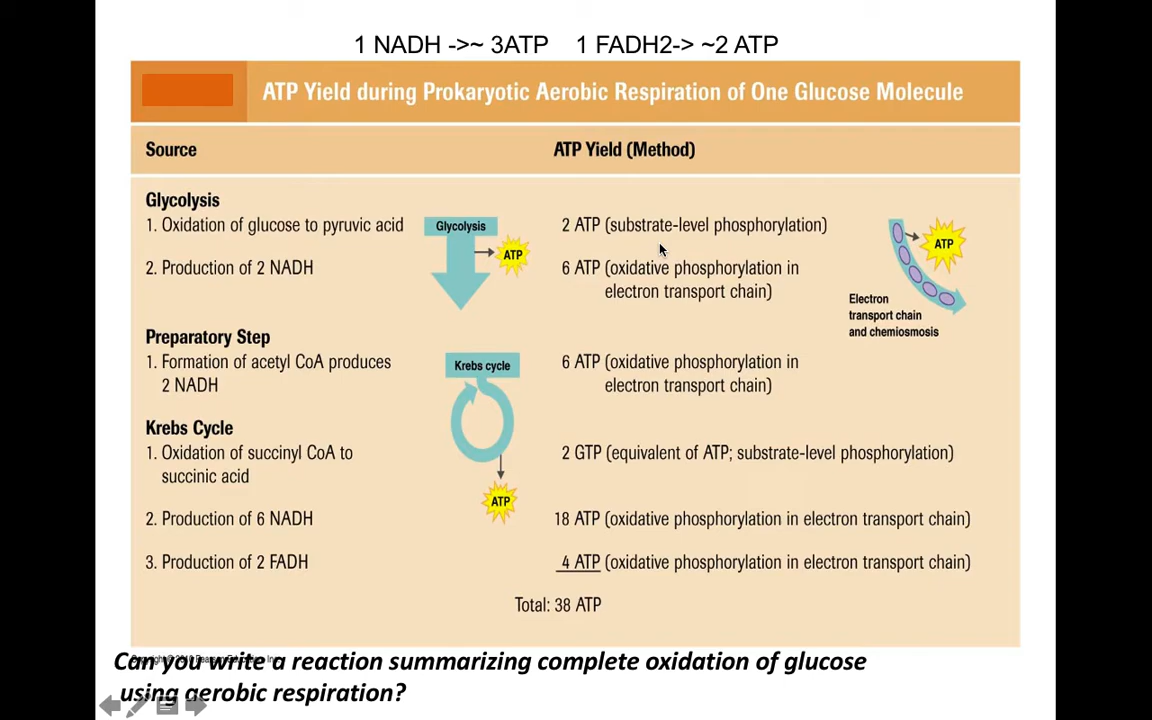 1 NADH ->~ 3ATP 1 FADH2-> ~2 ATP
ATP Yield during Prokaryotic Aerobic Respiration of One Glucose Molecule
Source ATP Yield (Method)
Glycolysis
1. Oxidation of glucose to pyruvic acid
Glycolysis
ATP
2 ATP (substrate-level phosphorylation)
2. Production of 2 NADH
6 ATP (oxidative phosphorylation in
electron transport chain)
ATP
Electron
transport chain
and chemiosmosis
Preparatory Step
1. Formation of acetyl CoA produces
2 NADH
Krebs cycle
ATP
6 ATP (oxidative phosphorylation in
electron transport chain)
Krebs Cycle
1. Oxidation of succinyl CoA to
succinic acid
2 GTP (equivalent of ATP; substrate-level phosphorylation)
2. Production of 6 NADH
18 ATP (oxidative phosphorylation in electron transport chain)
3. Production of 2 FADH
4 ATP (oxidative phosphorylation in electron transport chain)
Total: 38 ATP
Can you write a reaction summarizing complete oxidation of glucose
using aerobic respiration?